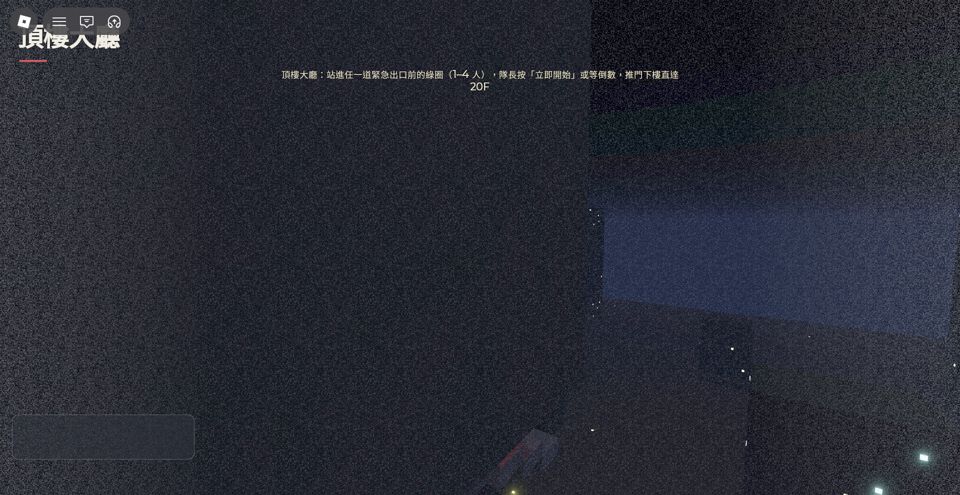 頂樓大廳
頂樓大廳：站進任一道緊急出口前的綠圈（1–4 人），隊長按「立即開始」或等倒數，推門下樓直達
20F